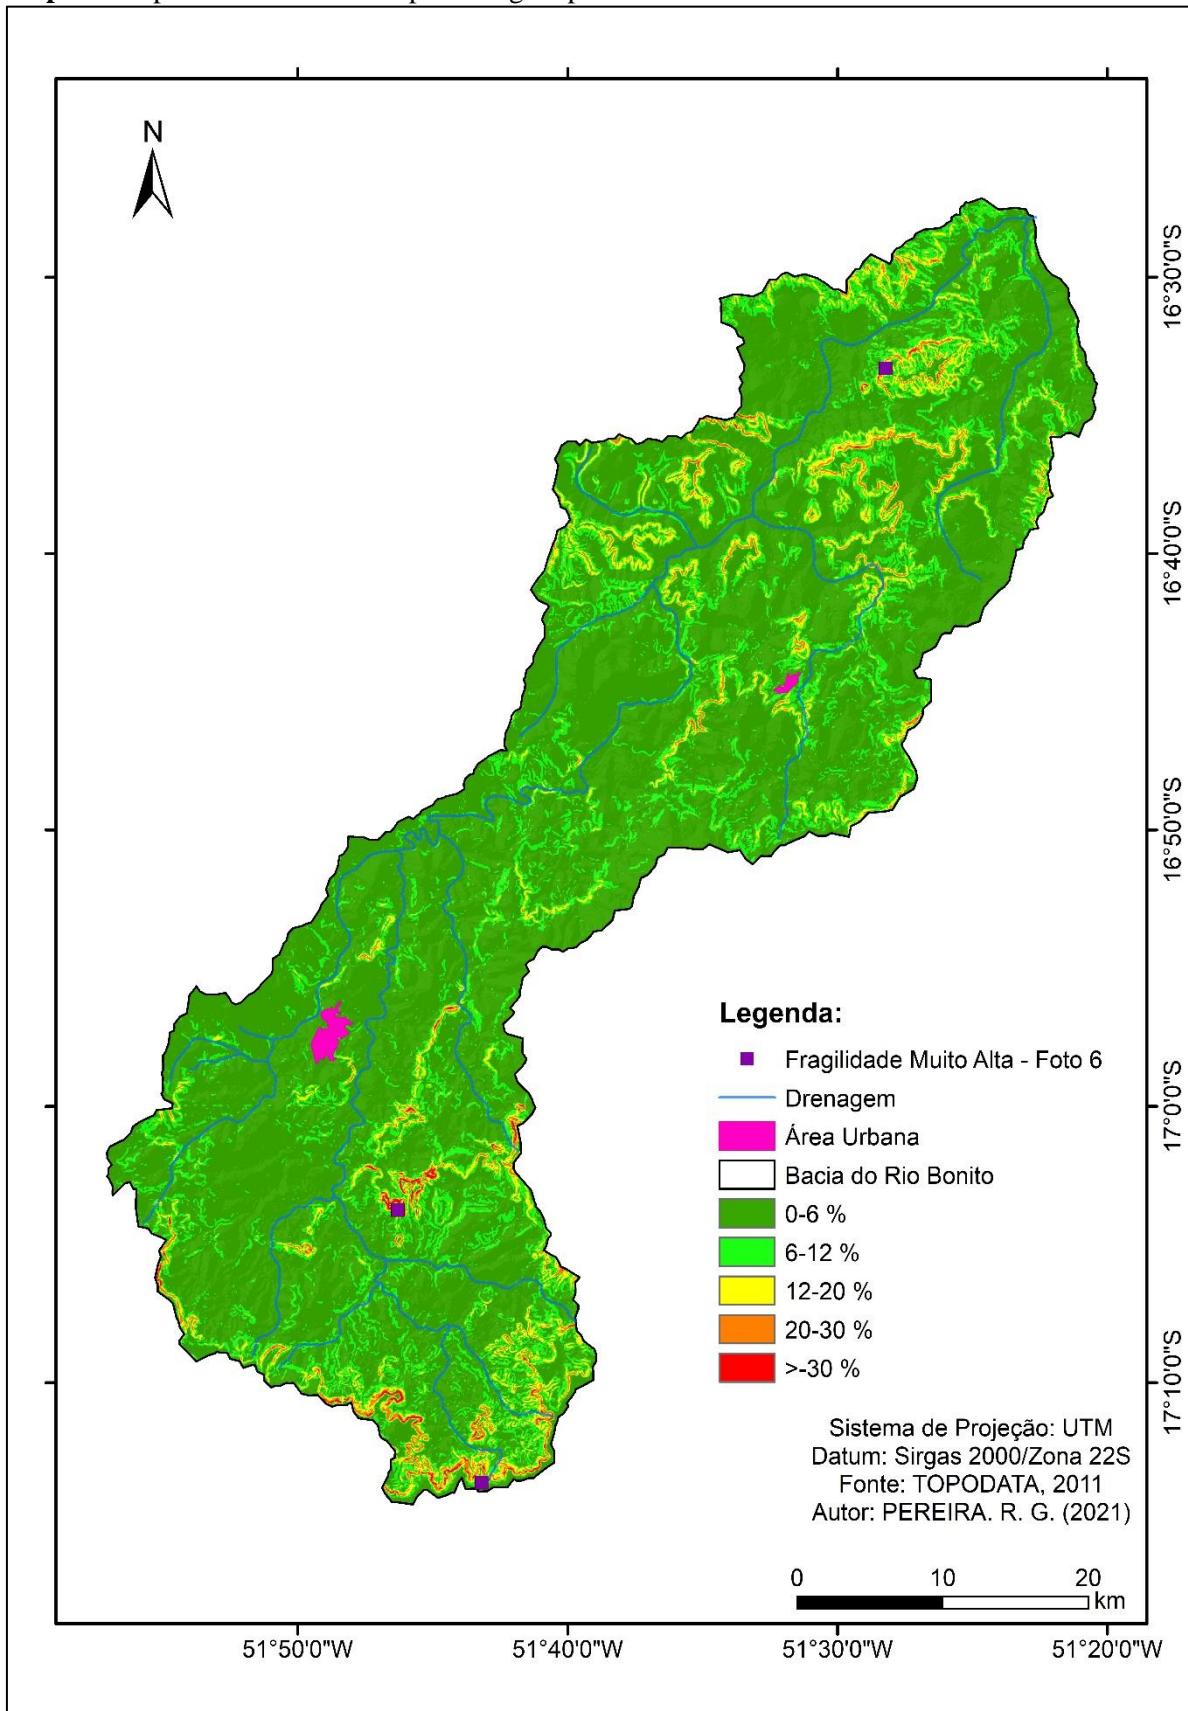 N
51°50'0"W 51°40'0"W 51°30'0"W 51°20'0"W
16°30'0"S
16°40'0"S
16°50'0"S
17°0'0"S
17°10'0"S
Legenda:
Fragilidade Muito Alta - Foto 6
Drenagem
Área Urbana
Bacia do Rio Bonito
0-6 %
6-12 %
12-20 %
20-30 %
>-30 %
Sistema de Projeção: UTM
Datum: Sirgas 2000/Zona 22S
Fonte: TOPODATA, 2011
Autor: PEREIRA. R. G. (2021)
0 10 20
km